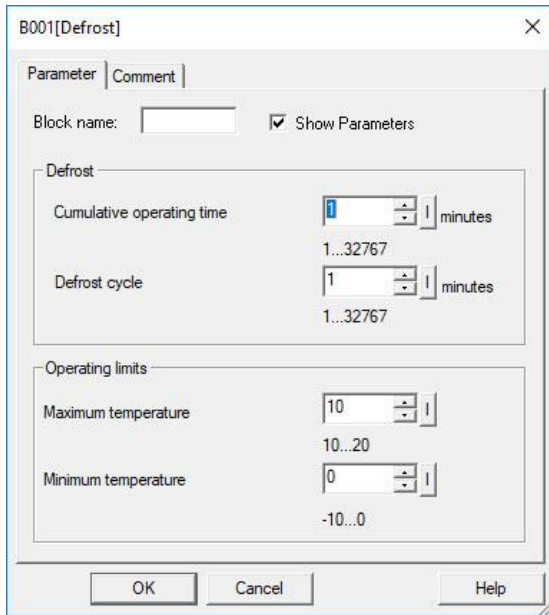 B001[Defrost]
Parameter Comment
Block name: Show Parameters
Defrost
Cumulative operating time 1 I minutes
1...32767
Defrost cycle 1 I minutes
1...32767
Operating limits
Maximum temperature 10 I
10...20
Minimum temperature 0 I
-10...0
OK Cancel Help